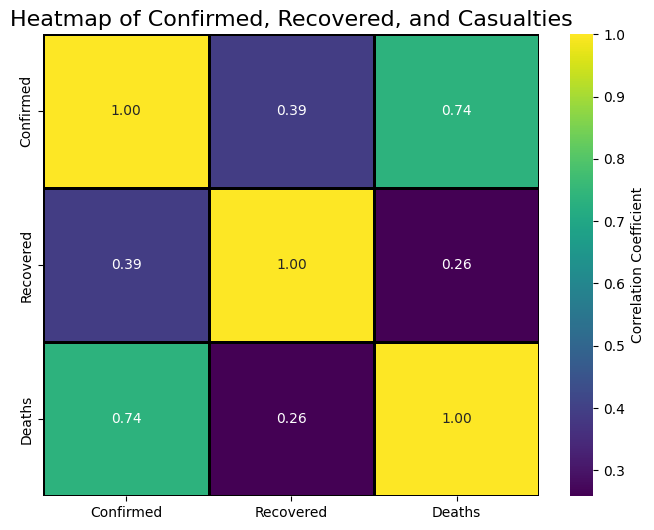 Heatmap of Confirmed, Recovered, and Casualties
Confirmed
1.00
0.39
0.74
Recovered
0.39
1.00
0.26
Deaths
0.74
0.26
1.00
Confirmed
Recovered
Deaths
1.0
0.9
0.8
0.7
0.6
0.5
0.4
0.3
Correlation Coefficient